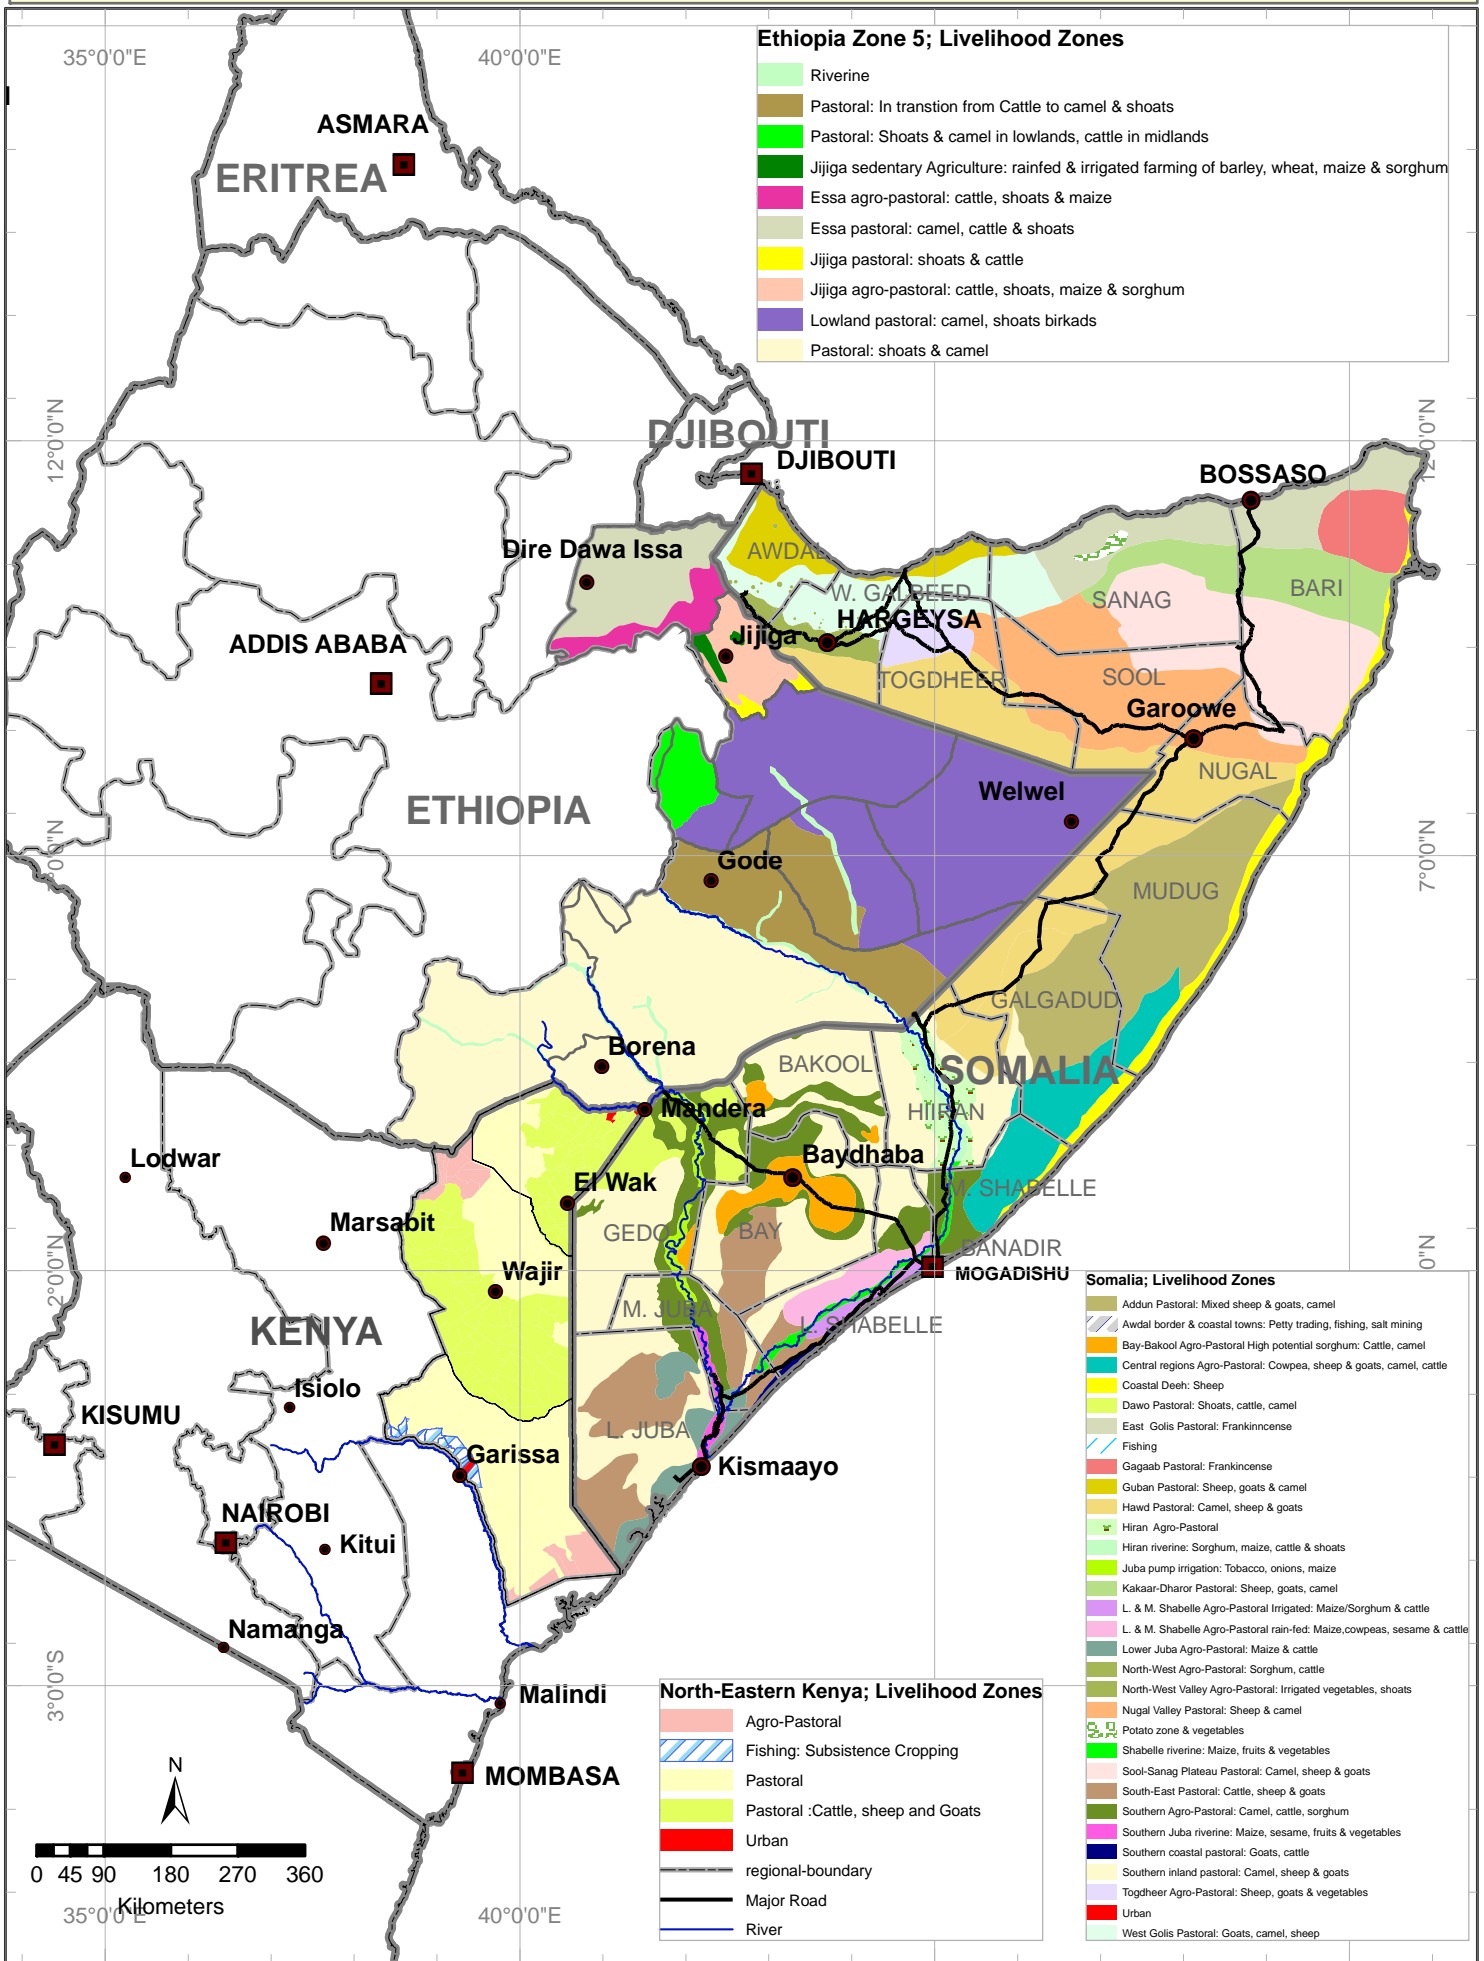 35°0'0"E
40°0'0"E
Ethiopia Zone 5; Livelihood Zones
Riverine
Pastoral: In transtion from Cattle to camel & shoats
Pastoral: Shoats & camel in lowlands, cattle in midlands
Jijiga sedentary Agriculture: rainfed & irrigated farming of barley, wheat, maize & sorghum
Essa agro-pastoral: cattle, shoats & maize
Essa pastoral: camel, cattle & shoats
Jijiga pastoral: shoats & cattle
Jijiga agro-pastoral: cattle, shoats, maize & sorghum
Lowland pastoral: camel, shoats birkads
Pastoral: shoats & camel
ASMARA
ERITREA
12°0'0"N
12°0'0"N
DJIBOUTI
DJIBOUTI
BOSSASO
Dire Dawa Issa
AWDAL
W. GALBEED
SANAG
BARI
HARGEYSA
Jijiga
ADDIS ABABA
TOGDHEER
SOOL
Garoowe
NUGAL
ETHIOPIA
Welwel
7°0'0"N
Gode
7°0'0"N
MUDUG
GALGADUD
Borena
BAKOOL
SOMALIA
Mandera
HIIRAN
Lodwar
Baydhaba
El Wak
M. SHABELLE
Marsabit
GEDO
BAY
BANADIR
2°0'0"N
Wajir
MOGADISHU
KENYA
M. JUBA
L. SHABELLE
Isiolo
KISUMU
L. JUBA
Garissa
Kismaayo
NAIROBI
Kitui
Namanga
3°0'0"S
Malindi
MOMBASA
N
0 45 90 180 270 360
Kilometers
35°0'0"E
40°0'0"E
North-Eastern Kenya; Livelihood Zones
Agro-Pastoral
Fishing: Subsistence Cropping
Pastoral
Pastoral :Cattle, sheep and Goats
Urban
regional-boundary
Major Road
River
Somalia; Livelihood Zones
Addun Pastoral: Mixed sheep & goats, camel
Awdal border & coastal towns: Petty trading, fishing, salt mining
Bay-Bakool Agro-Pastoral High potential sorghum: Cattle, camel
Central regions Agro-Pastoral: Cowpea, sheep & goats, camel, cattle
Coastal Deeh: Sheep
Dawo Pastoral: Shoats, cattle, camel
East Golis Pastoral: Frankinncense
Fishing
Gagaab Pastoral: Frankincense
Guban Pastoral: Sheep, goats & camel
Hawd Pastoral: Camel, sheep & goats
Hiran Agro-Pastoral
Hiran riverine: Sorghum, maize, cattle & shoats
Juba pump irrigation: Tobacco, onions, maize
Kakaar-Dharor Pastoral: Sheep, goats, camel
L. & M. Shabelle Agro-Pastoral Irrigated: Maize/Sorghum & cattle
L. & M. Shabelle Agro-Pastoral rain-fed: Maize,cowpeas, sesame & cattle
Lower Juba Agro-Pastoral: Maize & cattle
North-West Agro-Pastoral: Sorghum, cattle
North-West Valley Agro-Pastoral: Irrigated vegetables, shoats
Nugal Valley Pastoral: Sheep & camel
Potato zone & vegetables
Shabelle riverine: Maize, fruits & vegetables
Sool-Sanag Plateau Pastoral: Camel, sheep & goats
South-East Pastoral: Cattle, sheep & goats
Southern Agro-Pastoral: Camel, cattle, sorghum
Southern Juba riverine: Maize, sesame, fruits & vegetables
Southern coastal pastoral: Goats, cattle
Southern inland pastoral: Camel, sheep & goats
Togdheer Agro-Pastoral: Sheep, goats & vegetables
Urban
West Golis Pastoral: Goats, camel, sheep